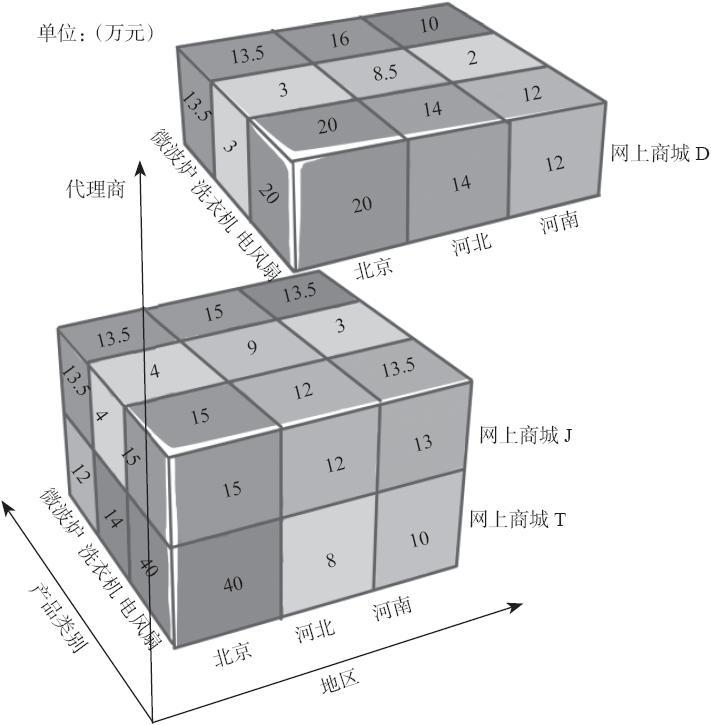 单位：（万元）
13.5 16 10
3 8.5 2
20 14 12
13.5 3 20
20 14 12
网上商城 D
微波炉 洗衣机 电风扇
北京 河北 河南
代理商
13.5 15 13.5
4 9 3
15 12 13.5
13.5 4 15
15 12 13
网上商城 J
12 14 40
40 8 10
网上商城 T
微波炉 洗衣机 电风扇
北京 河北 河南
产品类别
地区